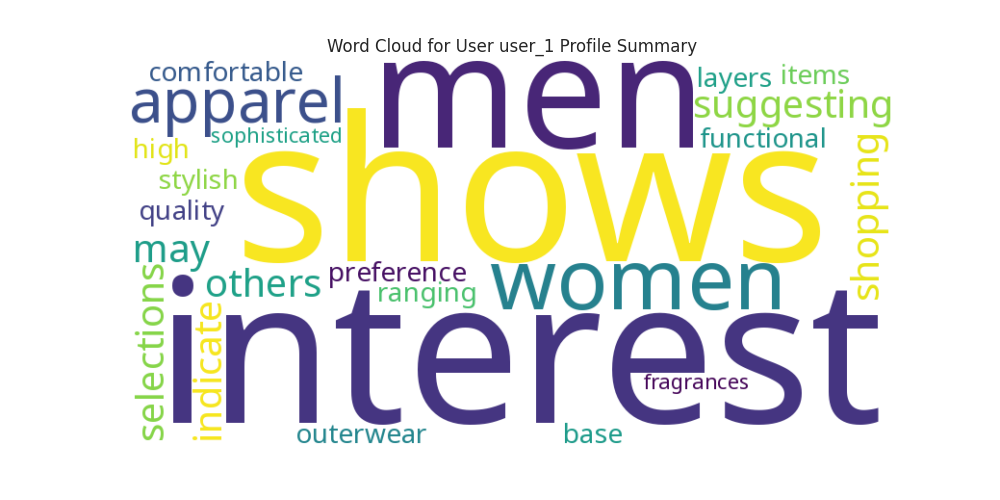 Word Cloud for User user_1 Profile Summary
comfortable
men
layers
items
apparel
suggesting
sophisticated
functional
high
shows
shopping
stylish
quality
may
others
preference
women
ranging
selections
indicate
interest
fragrances
outerwear
base